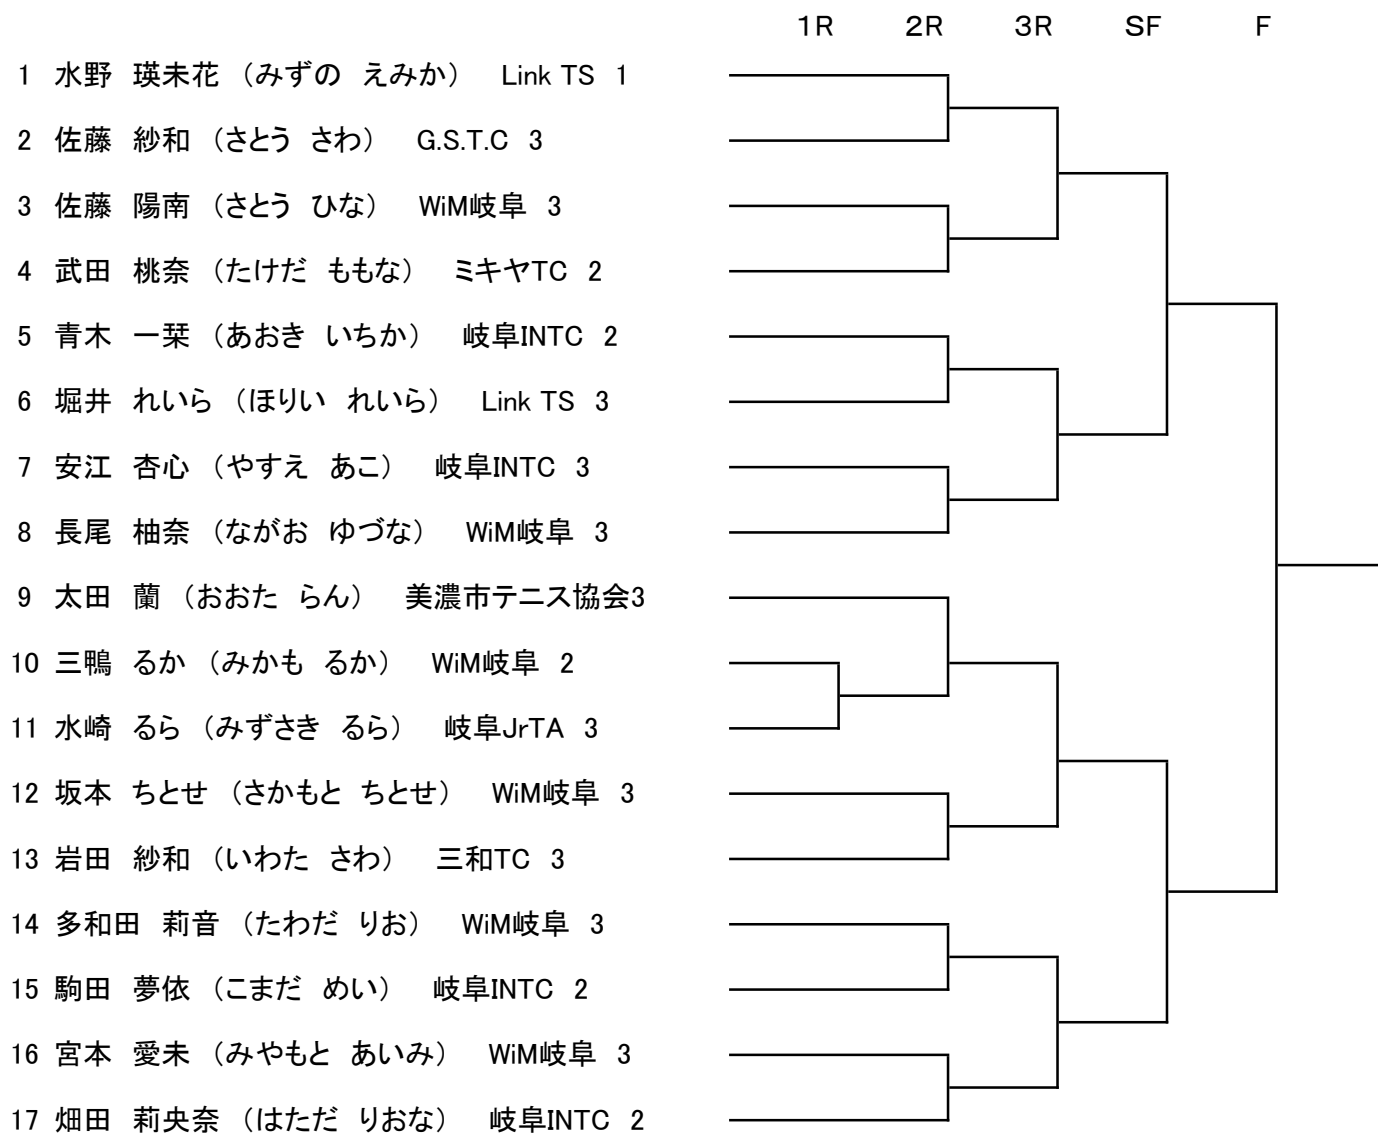 1R 2R 3R SF F
1 水野 瑛未花 （みずの えみか） Link TS 1
2 佐藤 紗和 （さとう さわ） G.S.T.C 3
3 佐藤 陽南 （さとう ひな） WiM岐阜 3
4 武田 桃奈 （たけだ ももな） ミキヤTC 2
5 青木 一栞 （あおき いちか） 岐阜INTC 2
6 堀井 れいら （ほりい れいら） Link TS 3
7 安江 杏心 （やすえ あこ） 岐阜INTC 3
8 長尾 柚奈 （ながお ゆづな） WiM岐阜 3
9 太田 蘭 （おおた らん） 美濃市テニス協会3
10 三鴨 るか （みかも るか） WiM岐阜 2
11 水崎 るら （みずさき るら） 岐阜JrTA 3
12 坂本 ちとせ （さかもと ちとせ） WiM岐阜 3
13 岩田 紗和 （いわた さわ） 三和TC 3
14 多和田 莉音 （たわだ りお） WiM岐阜 3
15 駒田 夢依 （こまだ めい） 岐阜INTC 2
16 宮本 愛未 （みやもと あいみ） WiM岐阜 3
17 畑田 莉央奈 （はただ りおな） 岐阜INTC 2